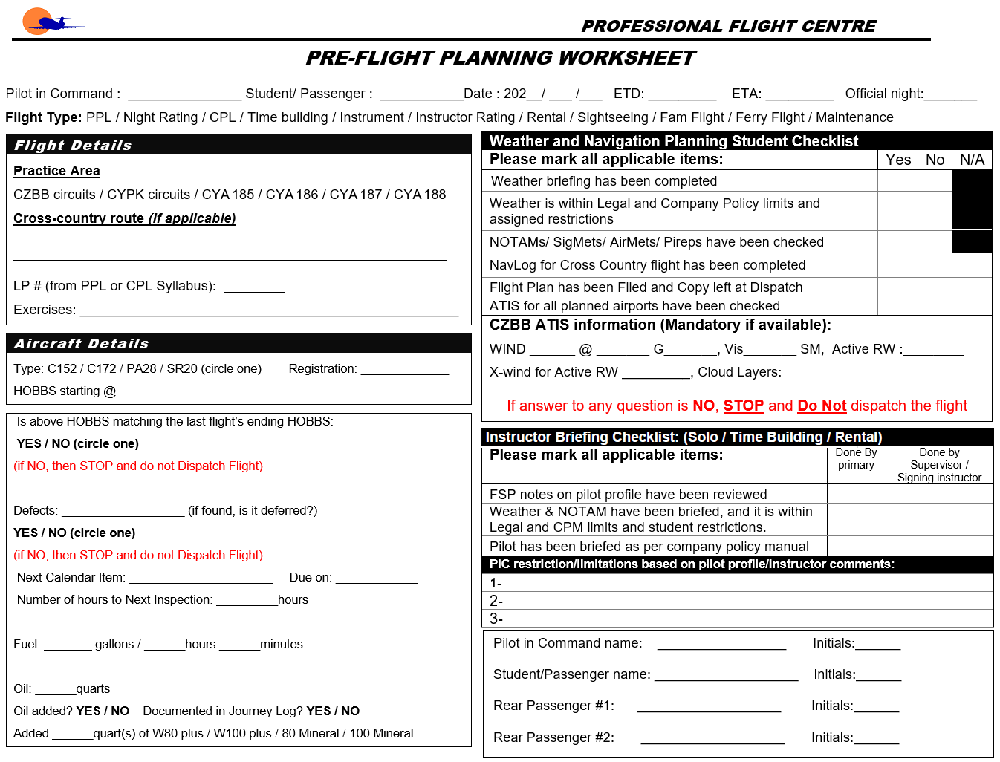 PROFESSIONAL FLIGHT CENTRE
PRE-FLIGHT PLANNING WORKSHEET
Pilot in Command : _______________ Student/ Passenger : ___________Date : 202__/ ___ /___ ETD: _________ ETA: _________ Official night:_______
Flight Type: PPL / Night Rating / CPL / Time building / Instrument / Instructor Rating / Rental / Sightseeing / Fam Flight / Ferry Flight / Maintenance
Flight Details
Practice Area
CZBB circuits / CYPK circuits / CYA 185 / CYA 186 / CYA 187 / CYA 188
Cross-country route (if applicable)
LP # (from PPL or CPL Syllabus): ________
Exercises: ___________________________________________________
Aircraft Details
Type: C152 / C172 / PA28 / SR20 (circle one) Registration: _____________
HOBBS starting @ _________
Is above HOBBS matching the last flight's ending HOBBS:
YES / NO (circle one)
(if NO, then STOP and do not Dispatch Flight)
Defects: __________________ (if found, is it deferred?)
YES / NO (circle one)
(if NO, then STOP and do not Dispatch Flight)
Next Calendar Item: _____________________ Due on: ____________
Number of hours to Next Inspection: _________hours
Fuel: _______ gallons / ______hours ______minutes
Oil: ______quarts
Oil added? YES / NO Documented in Journey Log? YES / NO
Added ______quart(s) of W80 plus / W100 plus / 80 Mineral / 100 Mineral
Weather and Navigation Planning Student Checklist
Please mark all applicable items: Yes No N/A
Weather briefing has been completed
Weather is within Legal and Company Policy limits and
assigned restrictions
NOTAMs/ SigMets/ AirMets/ Pireps have been checked
NavLog for Cross Country flight has been completed
Flight Plan has been Filed and Copy left at Dispatch
ATIS for all planned airports have been checked
CZBB ATIS information (Mandatory if available):
WIND ______ @ _______ G_______, Vis_______ SM, Active RW :________
X-wind for Active RW _________, Cloud Layers:
If answer to any question is NO, STOP and Do Not dispatch the flight
Instructor Briefing Checklist: (Solo / Time Building / Rental)
Please mark all applicable items:
Done By
primary
Done by
Supervisor /
Signing instructor
FSP notes on pilot profile have been reviewed
Weather & NOTAM have been briefed, and it is within
Legal and CPM limits and student restrictions.
Pilot has been briefed as per company policy manual
PIC restriction/limitations based on pilot profile/instructor comments:
1-
2-
3-
Pilot in Command name: _________________ Initials:______
Student/Passenger name: ___________________ Initials:______
Rear Passenger #1: ___________________ Initials:______
Rear Passenger #2: ___________________ Initials:______